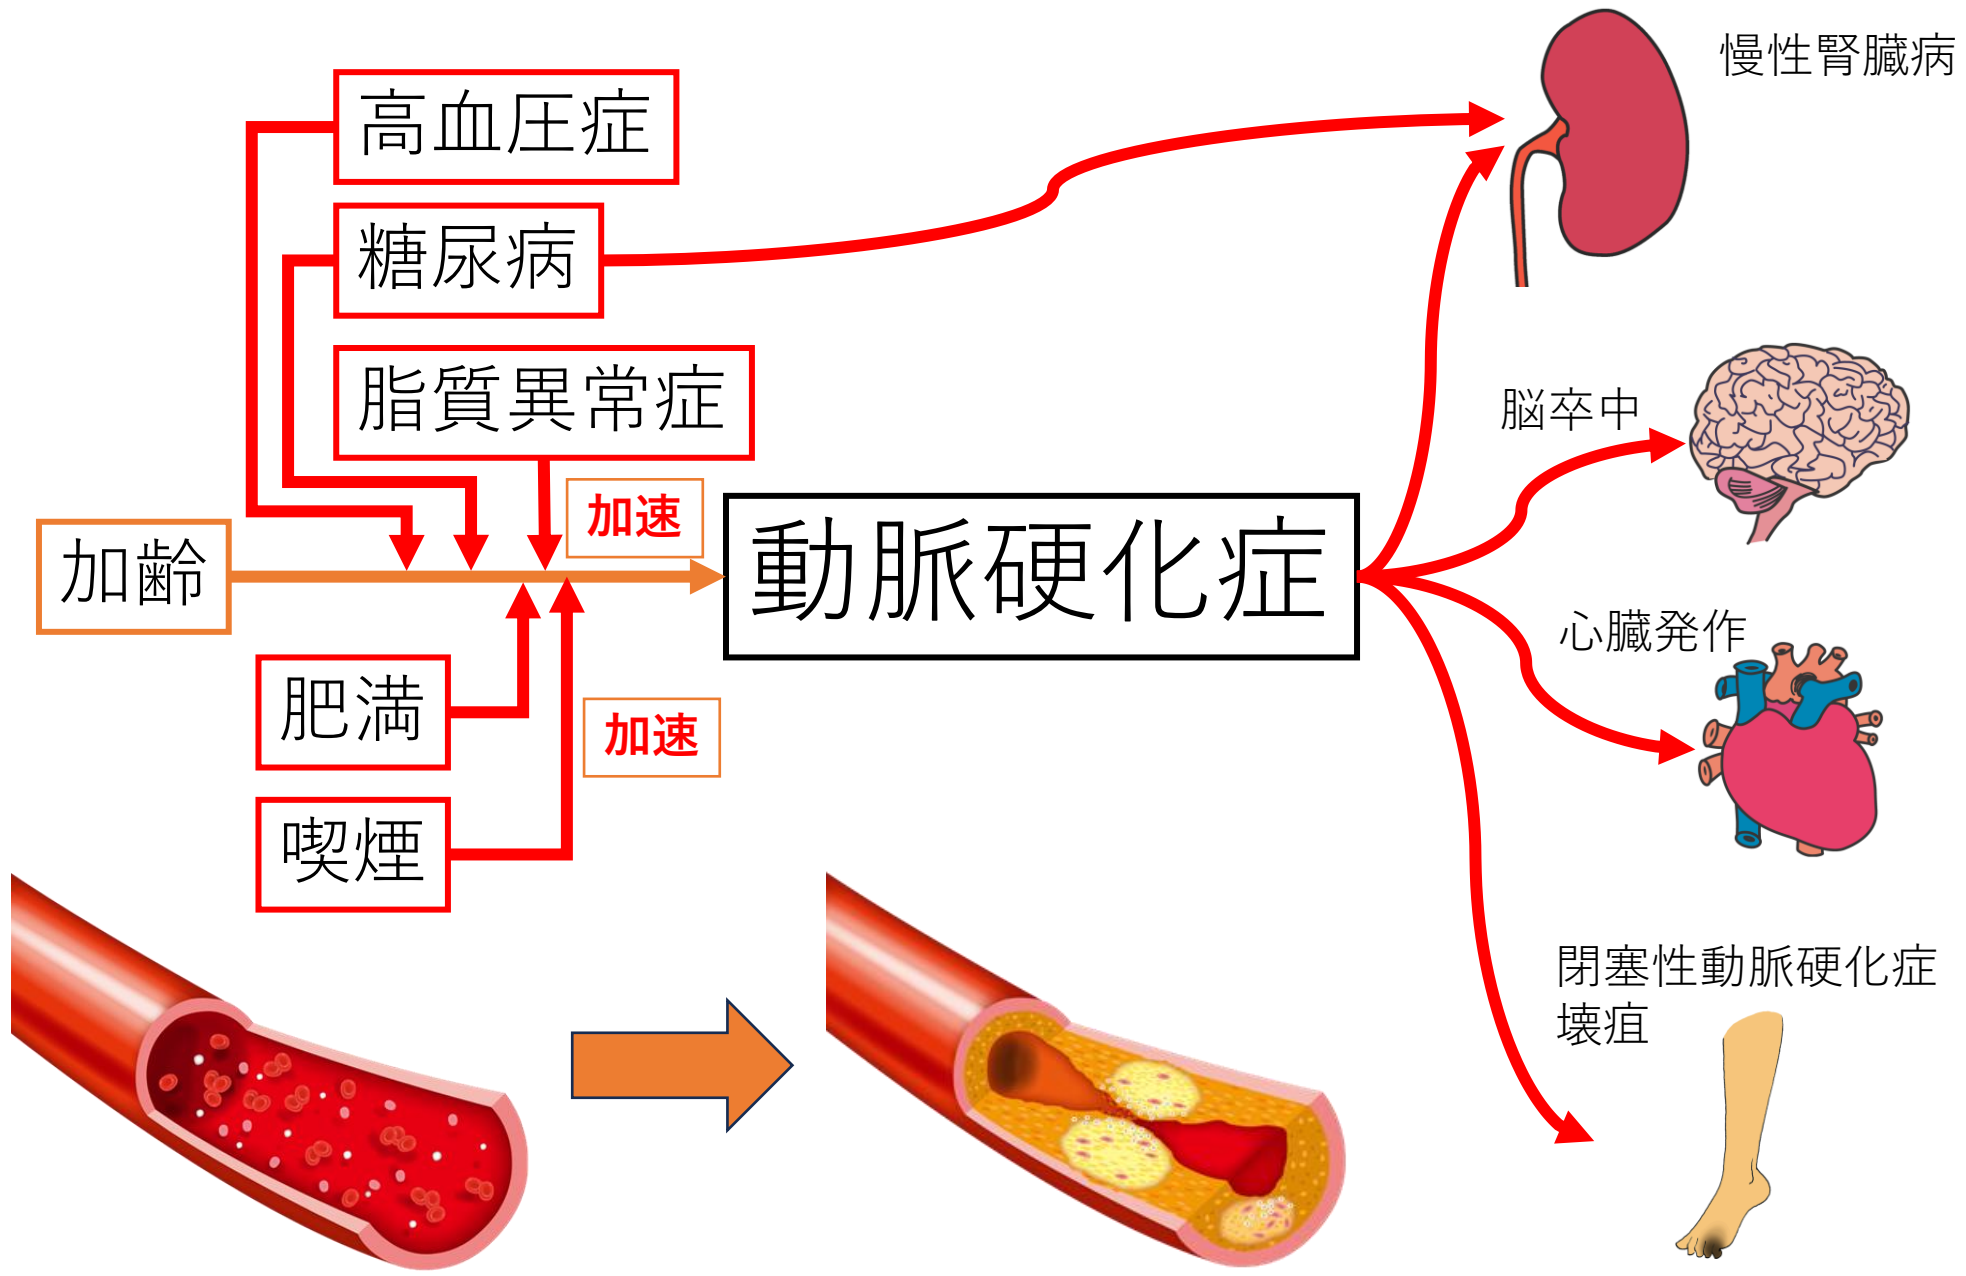 高血圧症
糖尿病
脂質異常症
加速
加齢
動脈硬化症
肥満
加速
喫煙
慢性腎臓病
脳卒中
心臓発作
閉塞性動脈硬化症
壊疽